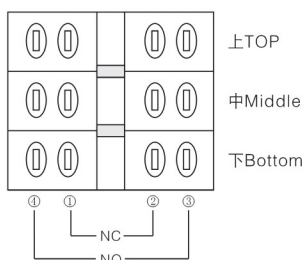 上TOP
中Middle
下Bottom
④ ① ② ③
NC
NO